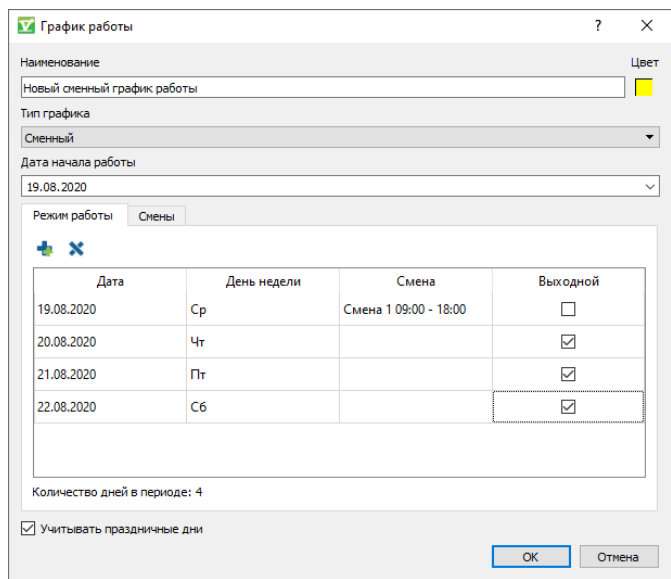 График работы ?
Наименование Цвет
Новый сменный график работы
Тип графика
Сменный
Дата начала работы
19.08.2020
Режим работы Смены
Дата День недели Смена Выходной
19.08.2020 Ср Смена 1 09:00 - 18:00
20.08.2020 Чт
21.08.2020 Пт
22.08.2020 Сб
Количество дней в периоде: 4
Учитывать праздничные дни
OK Отмена